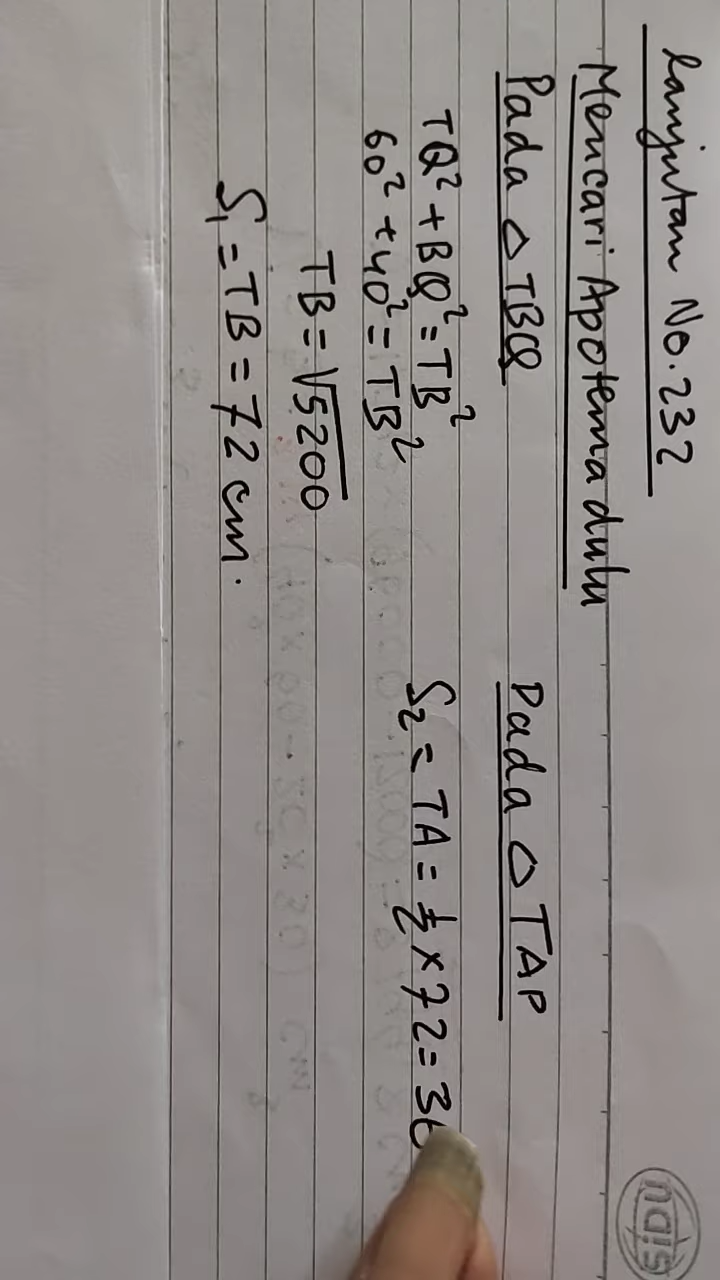 Lanjutan No.232
Mencari Apotema dulu
Pada △ TBQ
TQ² + BQ² = TB²
60² + 40² = TB²
TB = √5200
S₁ = TB = 72 cm.
Pada △ TAP
S₂ = TA = ½ × 72 = 36
nais